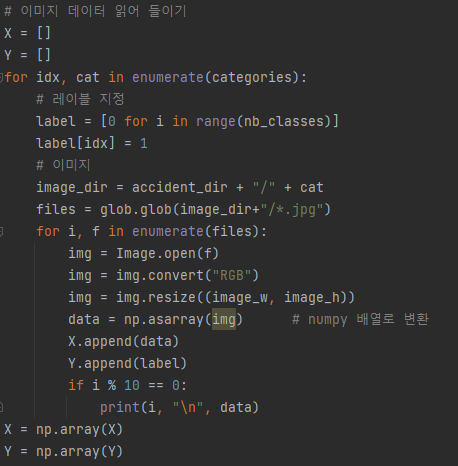 # 이미지 데이터 읽어 들이기
X = []
Y = []
for idx, cat in enumerate(categories):
    # 레이블 지정
    label = [0 for i in range(nb_classes)]
    label[idx] = 1
    # 이미지
    image_dir = accident_dir + "/" + cat
    files = glob.glob(image_dir+"/*.jpg")
    for i, f in enumerate(files):
        img = Image.open(f)
        img = img.convert("RGB")
        img = img.resize((image_w, image_h))
        data = np.asarray(img)      # numpy 배열로 변환
        X.append(data)
        Y.append(label)
        if i % 10 == 0:
            print(i, "\n", data)
X = np.array(X)
Y = np.array(Y)